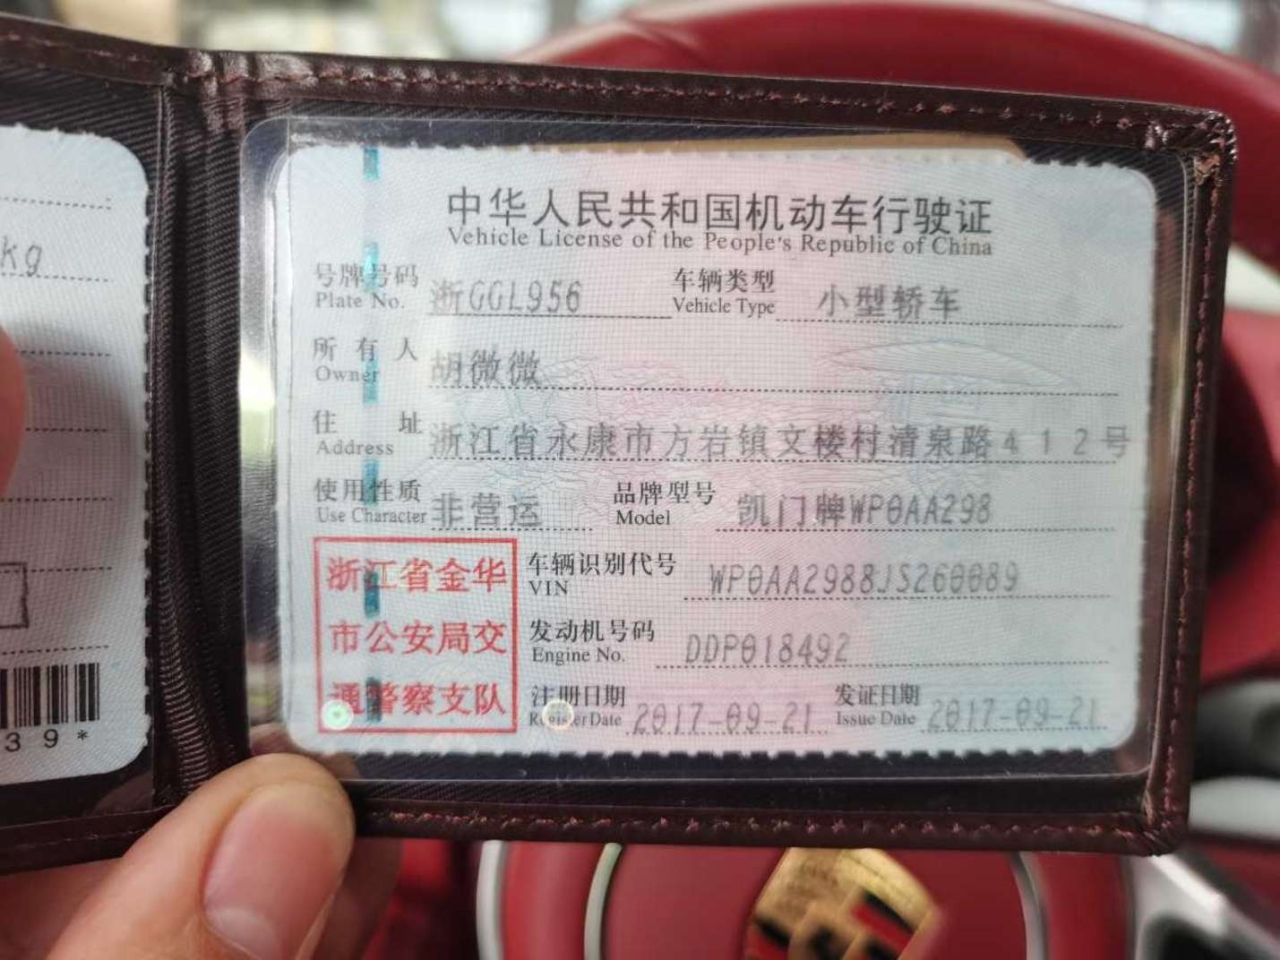 kg
39*
中华人民共和国机动车行驶证
Vehicle License of the People's Republic of China
号牌号码 浙GGL956 车辆类型 小型轿车
Plate No. Vehicle Type
所有人 胡微微
Owner
住址 浙江省永康市方岩镇文楼村清泉路412号
Address
使用性质 非营运 品牌型号 凯门牌WP0AA298
Use Character Model
浙江省金华
市公安局交
通警察支队
车辆识别代号 WP0AA2988JS260089
VIN
发动机号码 DDP018492
Engine No.
注册日期 2017-09-21 发证日期 2017-09-21
Register Date Issue Date